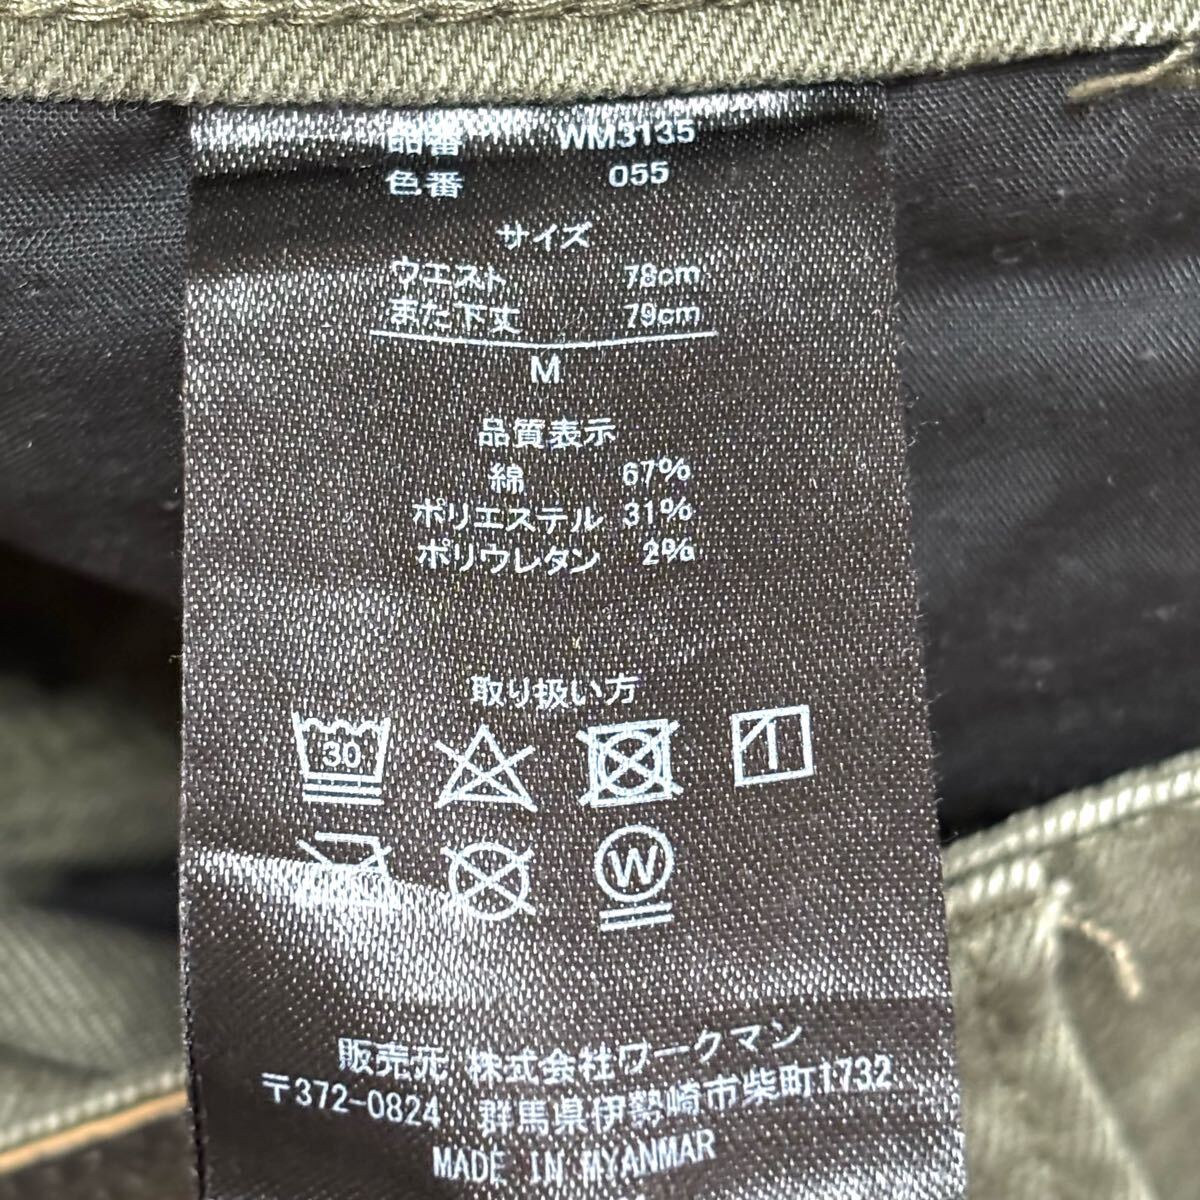 品番 WM3135
色番 055
サイズ
ウエスト 78cm
また下丈 79cm
M
品質表示
綿 67%
ポリエステル 31%
ポリウレタン 2%
取り扱い方
30
W
販売元 株式会社ワークマン
〒372-0824 群馬県伊勢崎市柴町1732
MADE IN MYANMAR